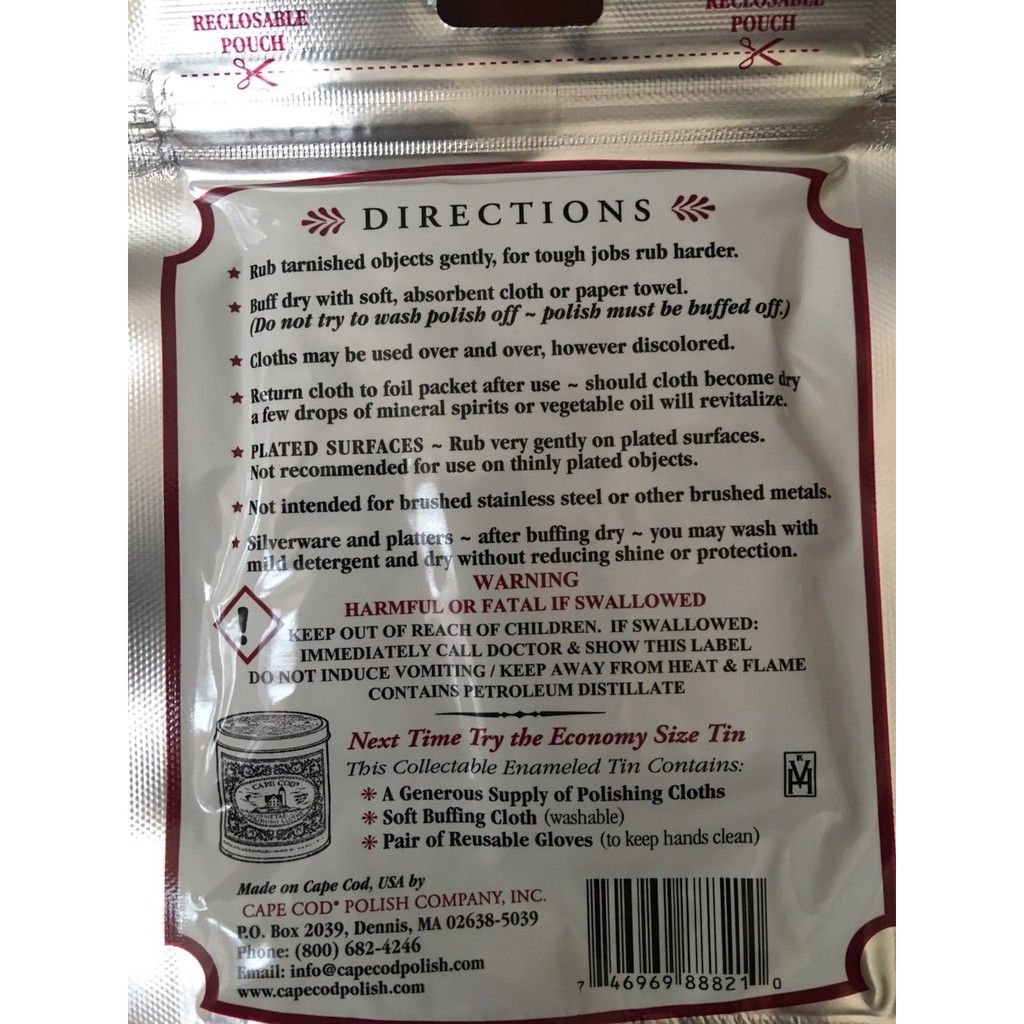 RECLOSABLE
POUCH
RECLOSABLE
POUCH
DIRECTIONS
Rub tarnished objects gently, for tough jobs rub harder.
Buff dry with soft, absorbent cloth or paper towel.
(Do not try to wash polish off ~ polish must be buffed off.)
Cloths may be used over and over, however discolored.
Return cloth to foil packet after use ~ should cloth become dry
a few drops of mineral spirits or vegetable oil will revitalize.
PLATED SURFACES ~ Rub very gently on plated surfaces.
Not recommended for use on thinly plated objects.
Not intended for brushed stainless steel or other brushed metals.
Silverware and platters ~ after buffing dry ~ you may wash with
mild detergent and dry without reducing shine or protection.
WARNING
HARMFUL OR FATAL IF SWALLOWED
!
KEEP OUT OF REACH OF CHILDREN. IF SWALLOWED:
IMMEDIATELY CALL DOCTOR & SHOW THIS LABEL
DO NOT INDUCE VOMITING / KEEP AWAY FROM HEAT & FLAME
CONTAINS PETROLEUM DISTILLATE
Next Time Try the Economy Size Tin
This Collectable Enameled Tin Contains:
A Generous Supply of Polishing Cloths
Soft Buffing Cloth (washable)
Pair of Reusable Gloves (to keep hands clean)
CAPE COD®
Made on Cape Cod, USA by
CAPE COD® POLISH COMPANY, INC.
P.O. Box 2039, Dennis, MA 02638-5039
Phone: (800) 682-4246
Email: info@capecodpolish.com
www.capecodpolish.com
7 46969 88821 0